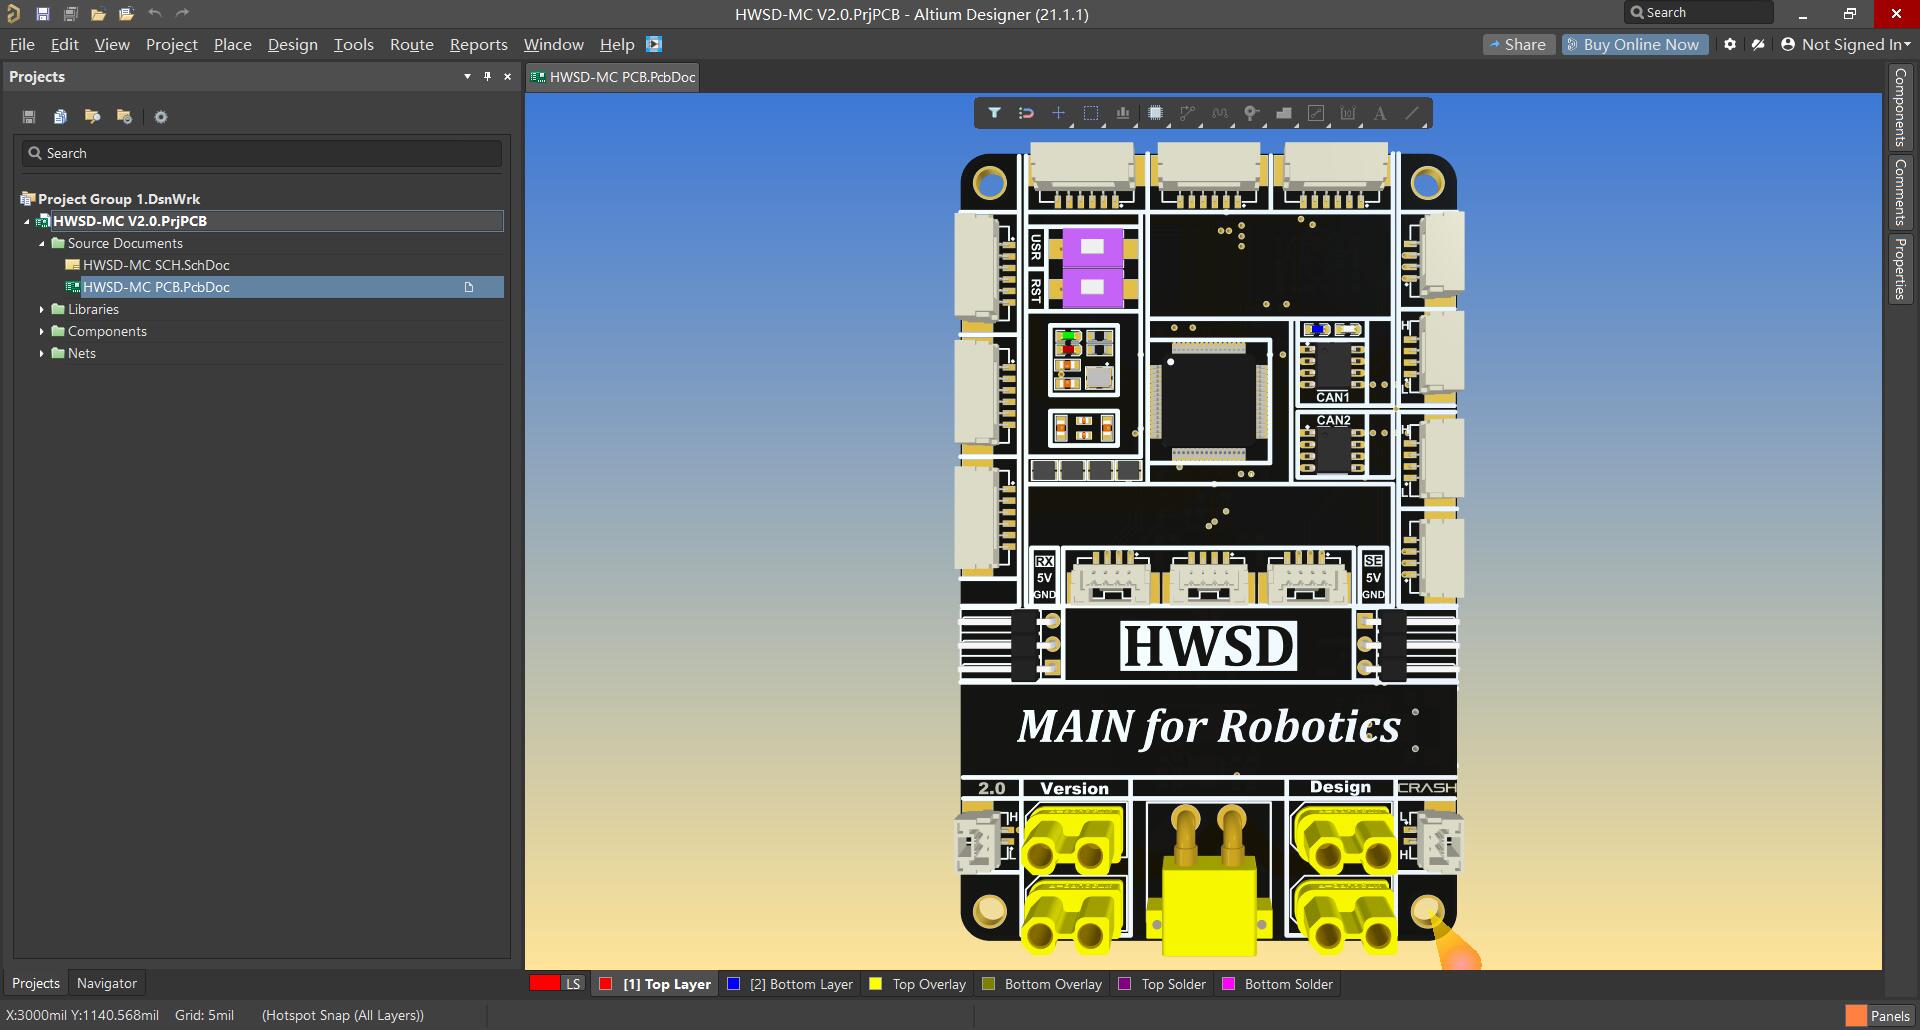 HWSD-MC V2.0.PrjPCB - Altium Designer (21.1.1)
Search
File Edit View Project Place Design Tools Route Reports Window Help
Share
Buy Online Now
Not Signed In
Projects
HWSD-MC PCB.PcbDoc
Components
Comments
Properties
Search
Project Group 1.DsnWrk
HWSD-MC V2.0.PrjPCB
Source Documents
HWSD-MC SCH.SchDoc
HWSD-MC PCB.PcbDoc
Libraries
Components
Nets
USR
RST
H
L
CAN1
CAN2
H
L
RX
5V
GND
SE
5V
GND
HWSD
MAIN for Robotics
2.0 Version Design CRASH
H
L
L
H
Projects Navigator
LS [1] Top Layer [2] Bottom Layer Top Overlay Bottom Overlay Top Solder Bottom Solder
X:3000mil Y:1140.568mil Grid: 5mil (Hotspot Snap (All Layers))
Panels